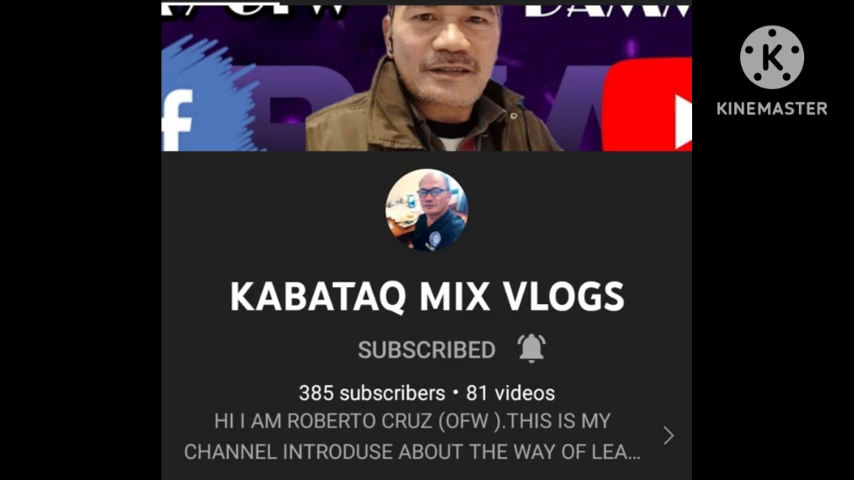 KINEMASTER
KABATAQ MIX VLOGS
SUBSCRIBED
385 subscribers • 81 videos
HI I AM ROBERTO CRUZ (OFW ).THIS IS MY
CHANNEL INTRODUSE ABOUT THE WAY OF LEA...